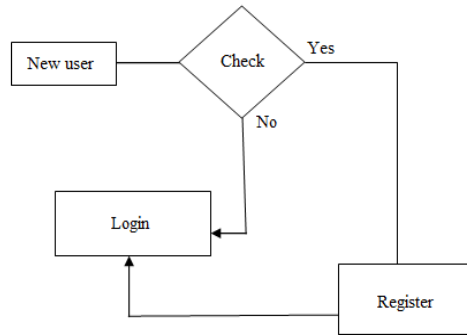 New user
Check
Yes
No
Login
Register